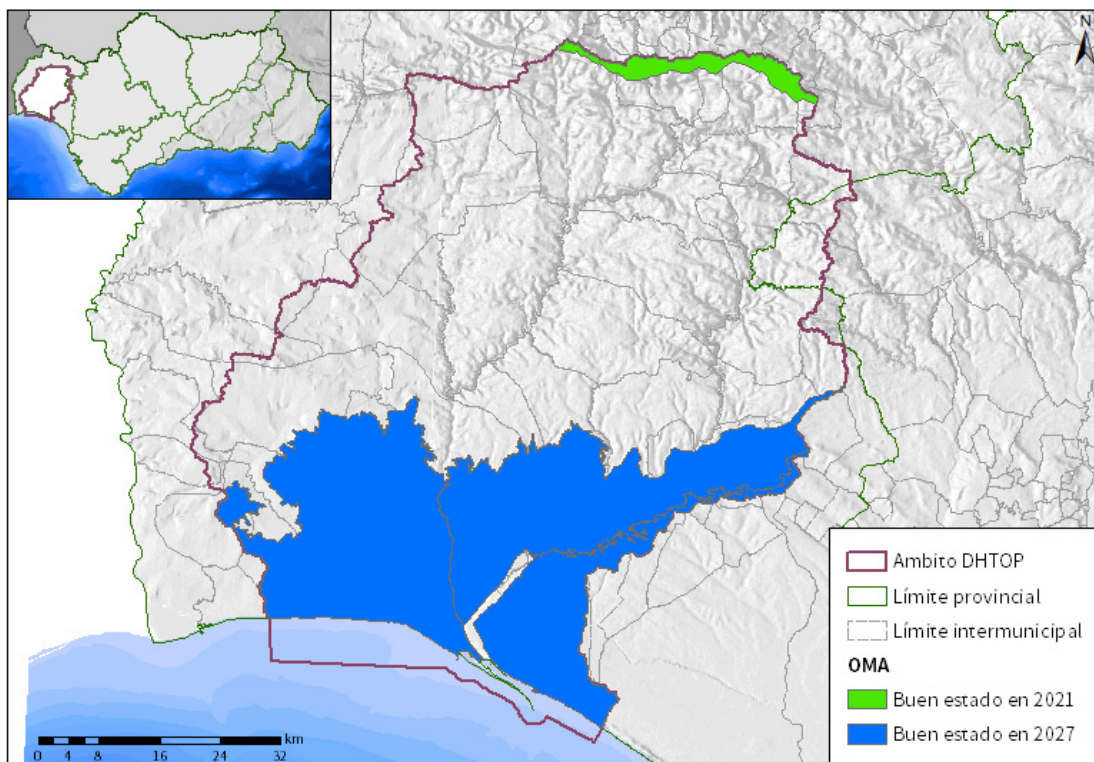 N
Ambito DHTOP
Límite provincial
Límite intermunicipal
OMA
Buen estado en 2021
Buen estado en 2027
km
0 4 8 16 24 32